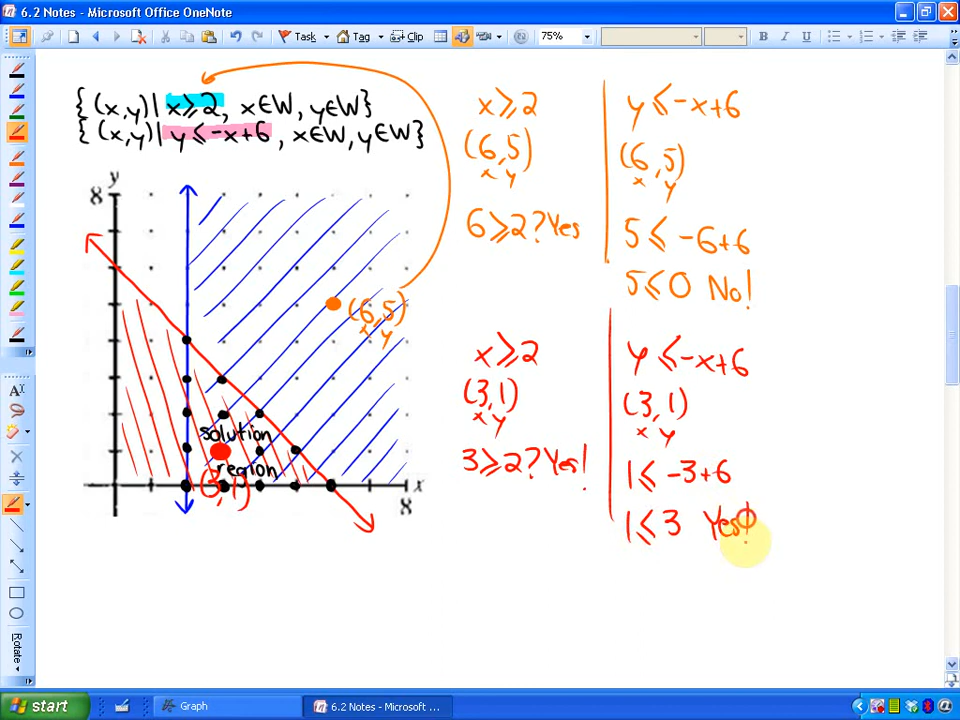 6.2 Notes - Microsoft Office OneNote
Task Tag Clip 75% B I U
{(x,y)| x≥2, x∈W, y∈W}
{(x,y)| y≤-x+6, x∈W, y∈W}
y
8
(6,5)
x y
solution
region
(3,1)
x
8
x≥2
(6,5)
x y
6≥2? Yes
y≤-x+6
(6,5)
x y
5≤-6+6
5≤0 No!
x≥2
(3,1)
x y
3≥2? Yes!
y≤-x+6
(3,1)
x y
1≤-3+6
1≤3 Yes!
A
Rotate
start Graph 6.2 Notes - Microsoft ...